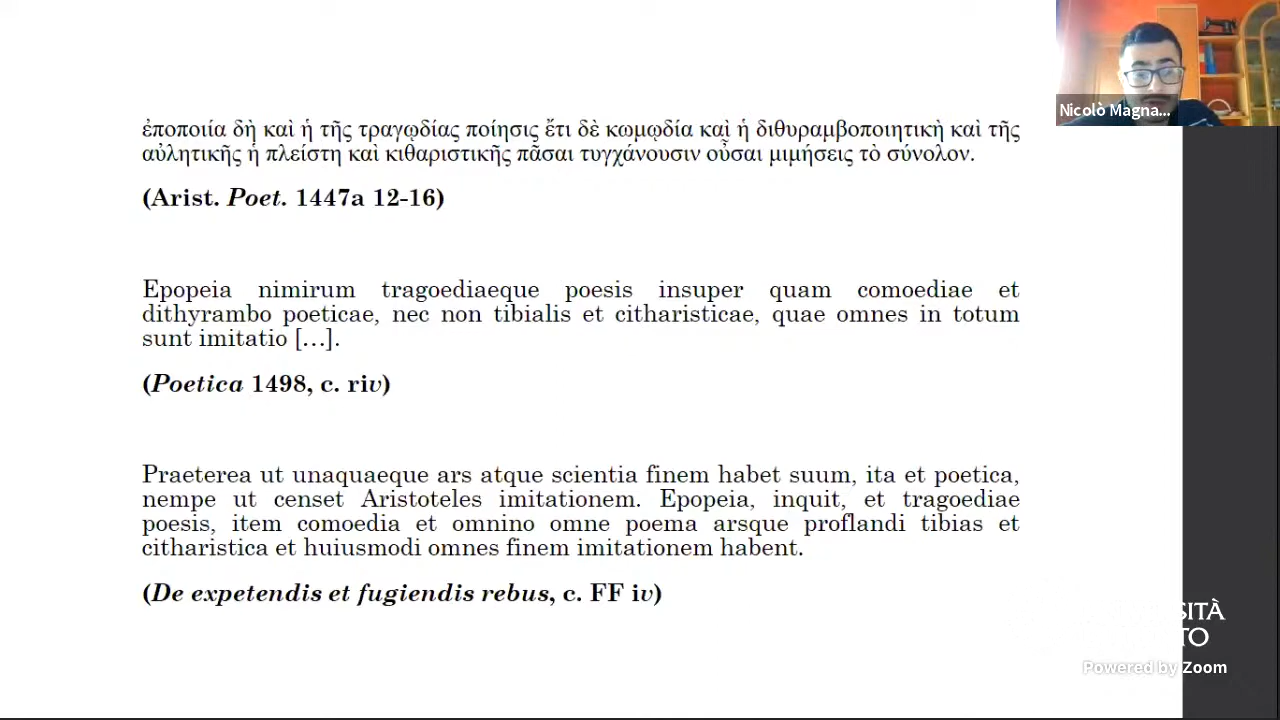 Nicolò Magna...
ἐποποιία δὴ καὶ ἡ τῆς τραγῳδίας ποίησις ἔτι δὲ κωμῳδία καὶ ἡ διθυραμβοποιητικὴ καὶ τῆς
αὐλητικῆς ἡ πλείστη καὶ κιθαριστικῆς πᾶσαι τυγχάνουσιν οὖσαι μιμήσεις τὸ σύνολον.
(Arist. Poet. 1447a 12-16)
Epopeia nimirum tragoediaeque poesis insuper quam comoediae et
dithyrambo poeticae, nec non tibialis et citharisticae, quae omnes in totum
sunt imitatio [...].
(Poetica 1498, c. riv)
Praeterea ut unaquaeque ars atque scientia finem habet suum, ita et poetica,
nempe ut censet Aristoteles imitationem. Epopeia, inquit, et tragoediae
poesis, item comoedia et omnino omne poema arsque proflandi tibias et
citharistica et huiusmodi omnes finem imitationem habent.
(De expetendis et fugiendis rebus, c. FF iv)
SITÀ
TO
Powered by Zoom